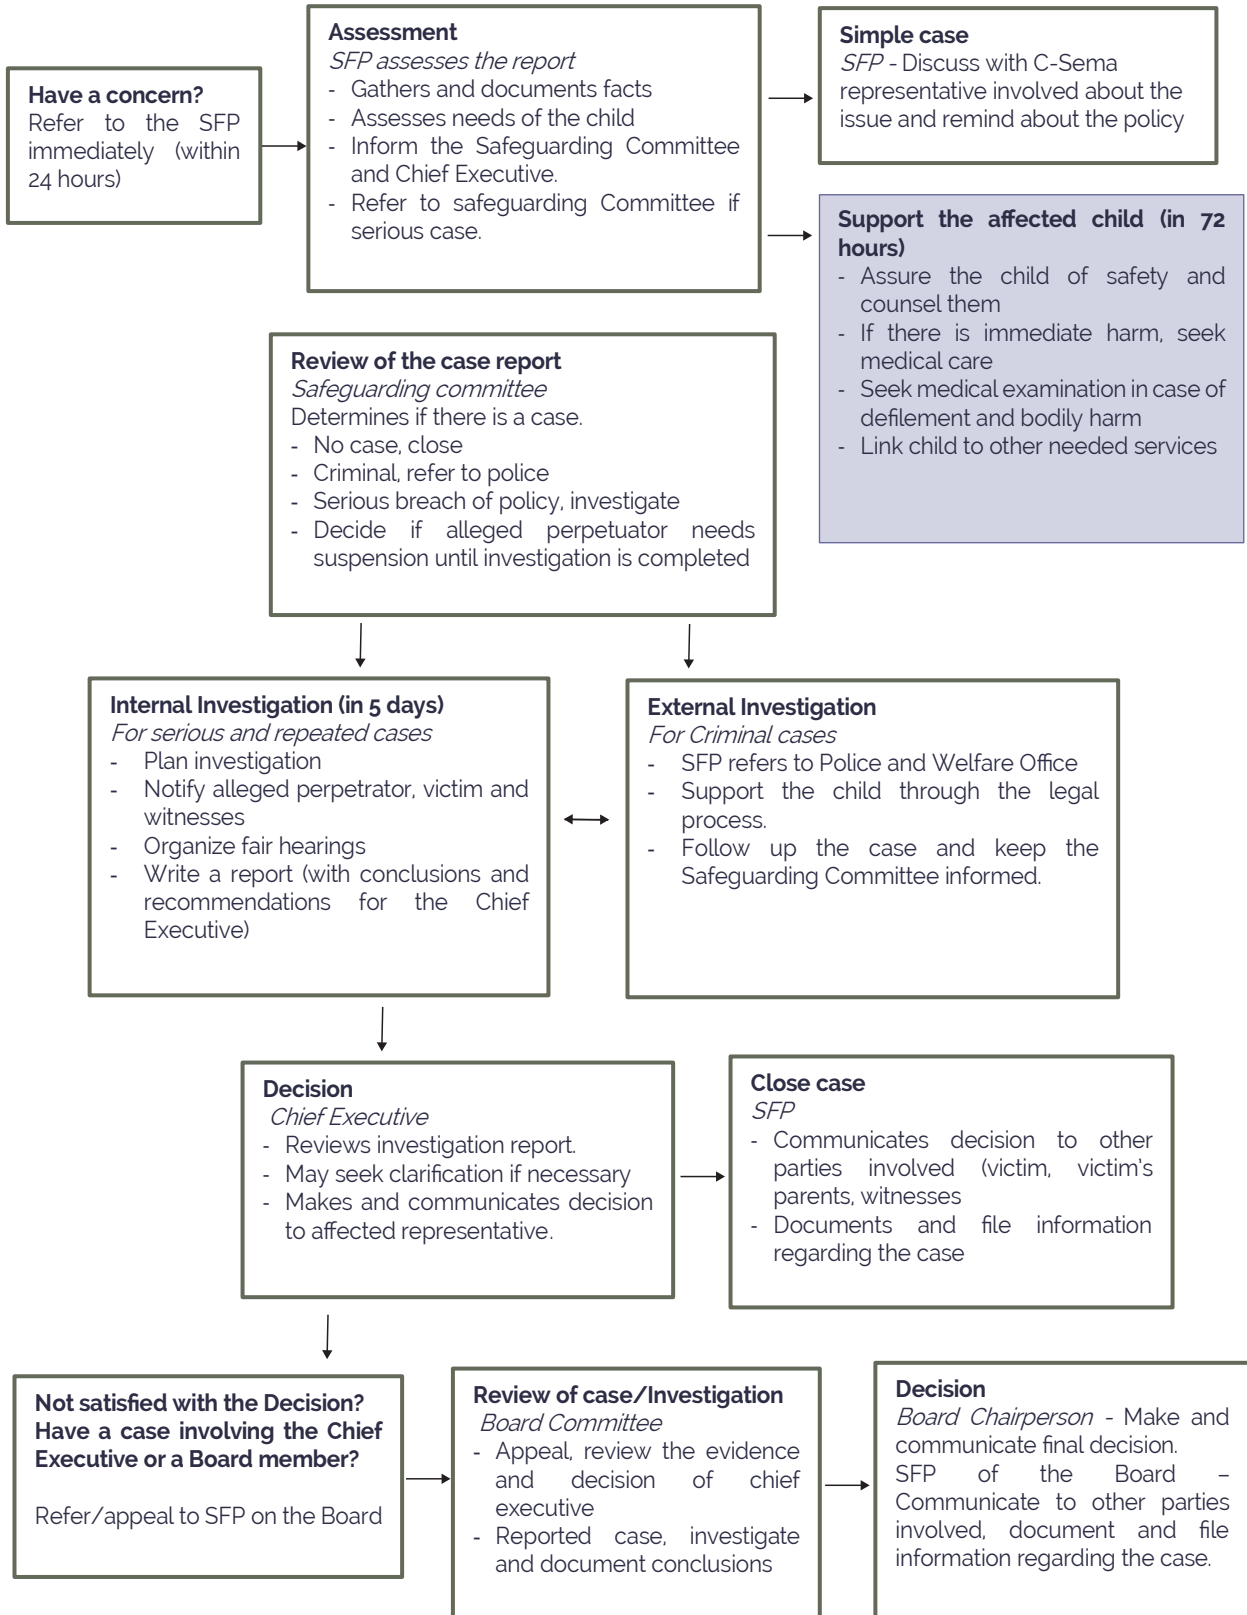 Have a concern?
Refer to the SFP
immediately (within
24 hours)
Assessment
SFP assesses the report
- Gathers and documents facts
- Assesses needs of the child
- Inform the Safeguarding Committee
and Chief Executive.
- Refer to safeguarding Committee if
serious case.
Simple case
SFP - Discuss with C-Sema
representative involved about the
issue and remind about the policy
Support the affected child (in 72
hours)
- Assure the child of safety and
counsel them
- If there is immediate harm, seek
medical care
- Seek medical examination in case of
defilement and bodily harm
- Link child to other needed services
Review of the case report
Safeguarding committee
Determines if there is a case.
- No case, close
- Criminal, refer to police
- Serious breach of policy, investigate
- Decide if alleged perpetuator needs
suspension until investigation is completed
Internal Investigation (in 5 days)
For serious and repeated cases
- Plan investigation
- Notify alleged perpetrator, victim and
witnesses
- Organize fair hearings
- Write a report (with conclusions and
recommendations for the Chief
Executive)
External Investigation
For Criminal cases
- SFP refers to Police and Welfare Office
- Support the child through the legal
process.
- Follow up the case and keep the
Safeguarding Committee informed.
Decision
Chief Executive
- Reviews investigation report.
- May seek clarification if necessary
- Makes and communicates decision
to affected representative.
Close case
SFP
- Communicates decision to other
parties involved (victim, victim's
parents, witnesses
- Documents and file information
regarding the case
Not satisfied with the Decision?
Have a case involving the Chief
Executive or a Board member?
Refer/appeal to SFP on the Board
Review of case/Investigation
Board Committee
- Appeal, review the evidence
and decision of chief
executive
- Reported case, investigate
and document conclusions
Decision
Board Chairperson - Make and
communicate final decision.
SFP of the Board –
Communicate to other parties
involved, document and file
information regarding the case.